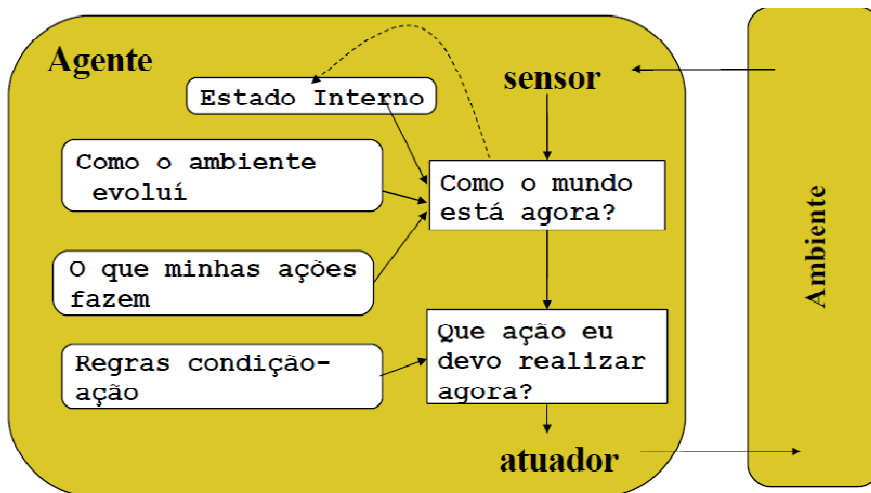 Agente
sensor
Estado Interno
Como o ambiente
evoluí
Como o mundo
está agora?
O que minhas ações
fazem
Que ação eu
devo realizar
agora?
Regras condição-
ação
atuador
Ambiente